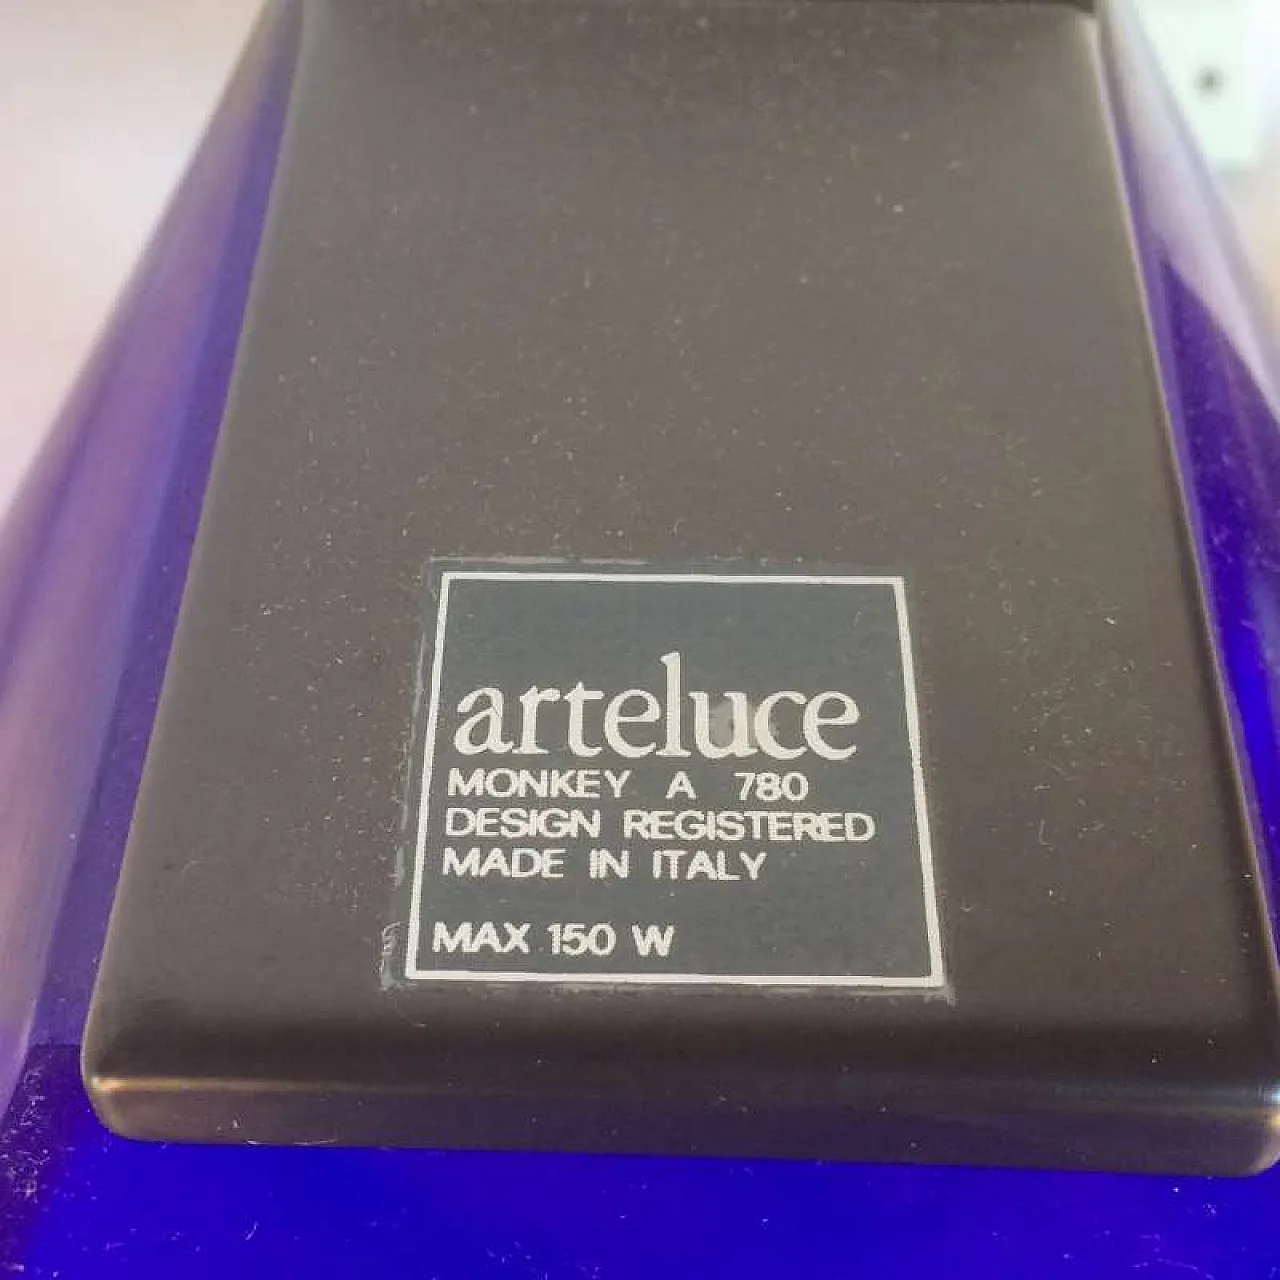 arteluce
MONKEY A 780
DESIGN REGISTERED
MADE IN ITALY
MAX 150 W